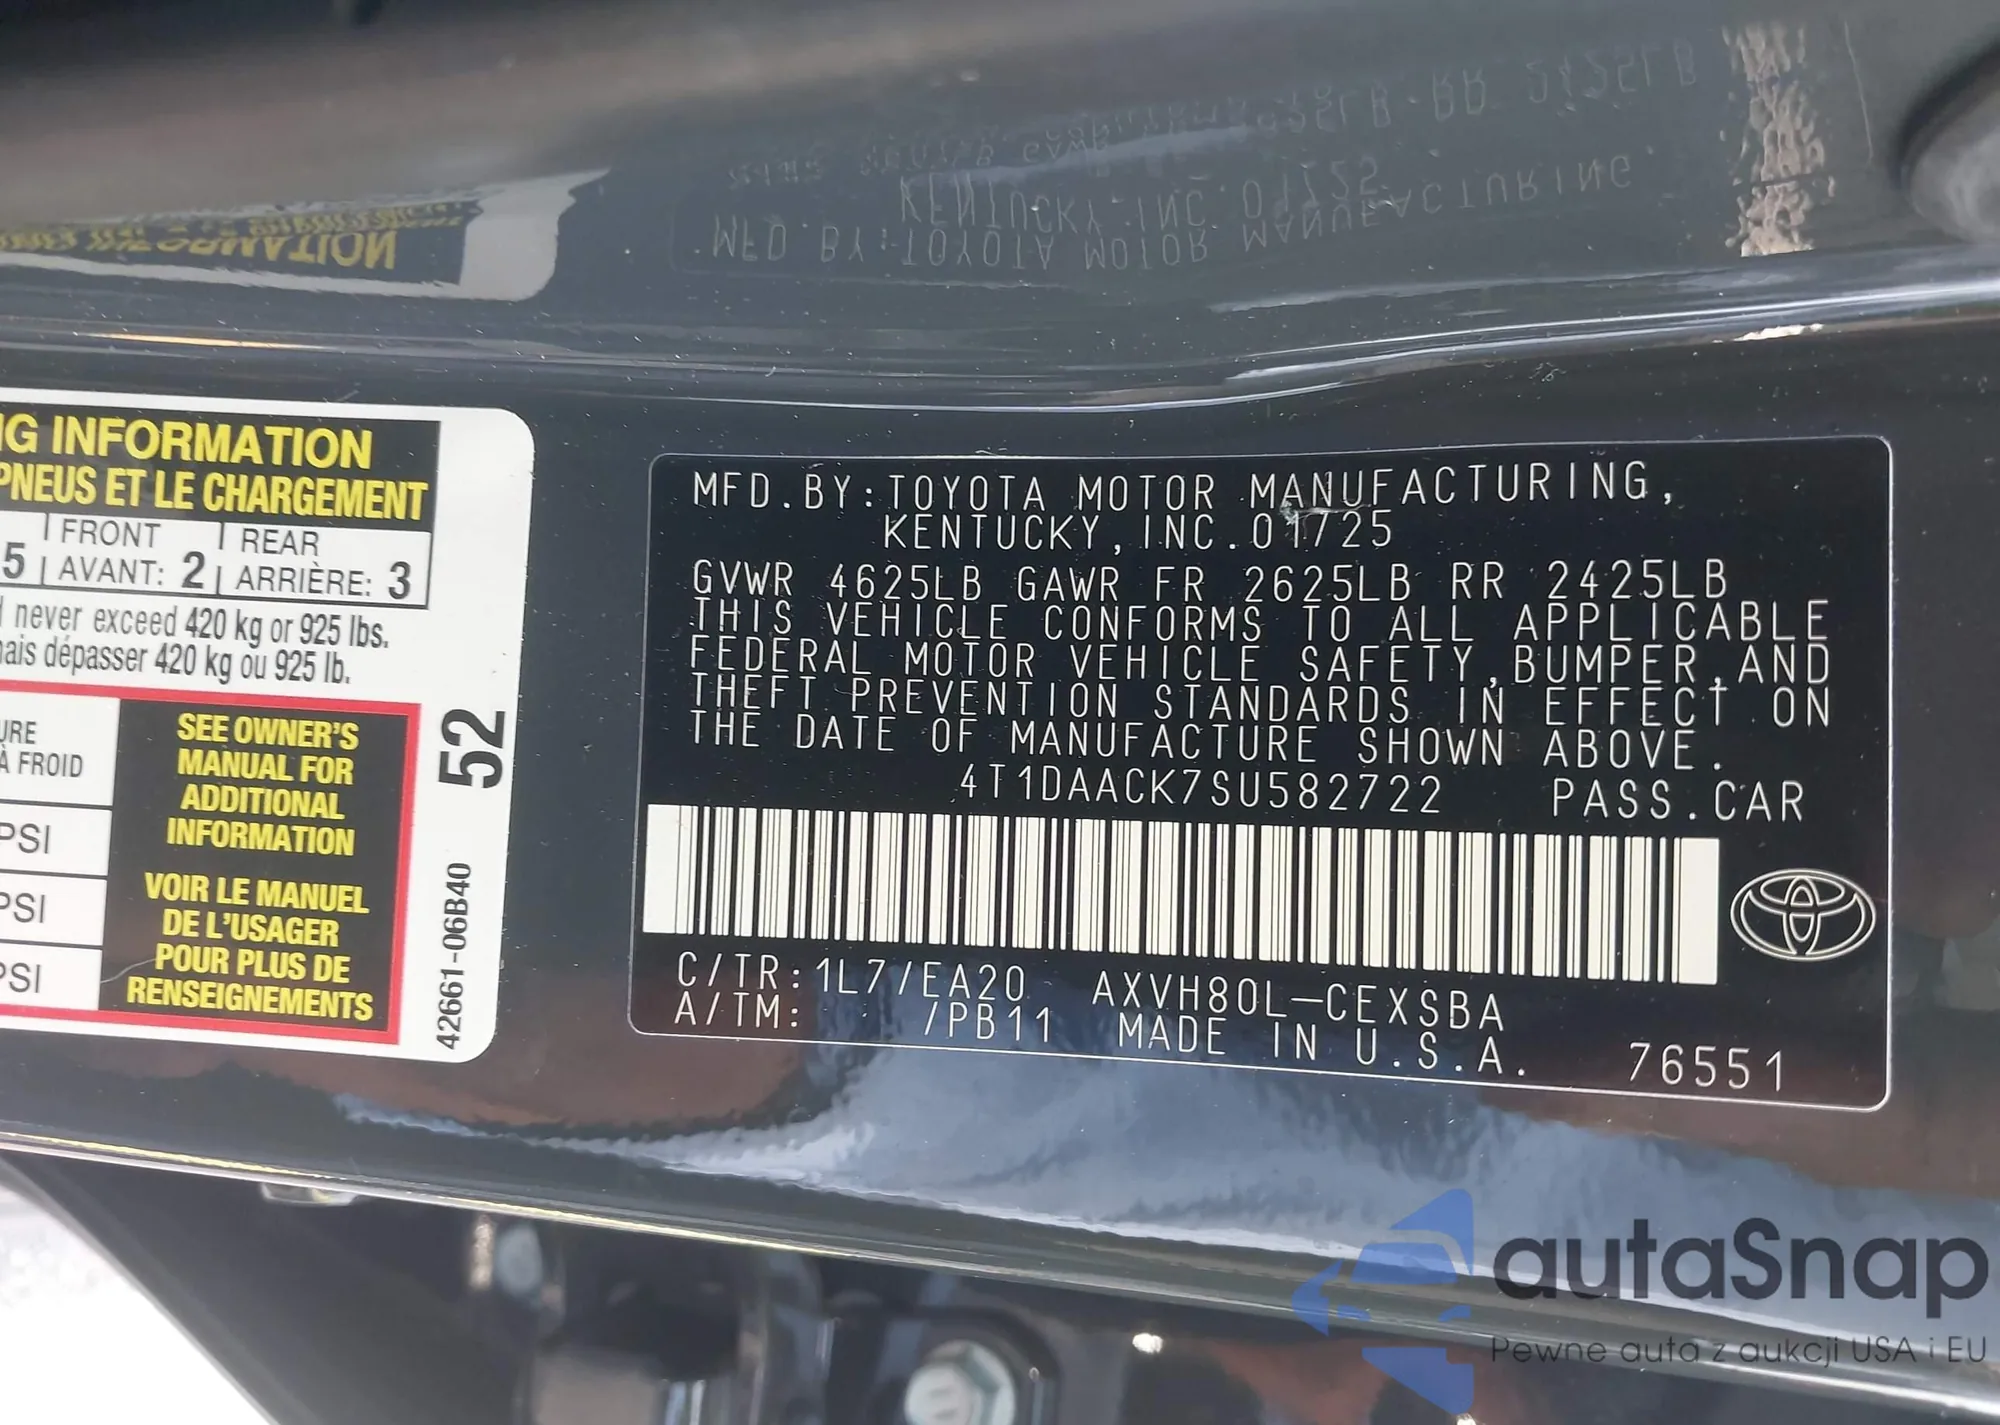 NG INFORMATION
PNEUS ET LE CHARGEMENT
5 | FRONT AVANT: 2 | REAR ARRIÈRE: 3
never exceed 420 kg or 925 lbs.
mais dépasser 420 kg ou 925 lb.
À FROID
PSI
PSI
PSI
SEE OWNER'S
MANUAL FOR
ADDITIONAL
INFORMATION
VOIR LE MANUEL
DE L'USAGER
POUR PLUS DE
RENSEIGNEMENTS
52
42661-06B40
MFD.BY:TOYOTA MOTOR MANUFACTURING,
KENTUCKY,INC.01/25
GVWR 4625LB GAWR FR 2625LB RR 2425LB
THIS VEHICLE CONFORMS TO ALL APPLICABLE
FEDERAL MOTOR VEHICLE SAFETY,BUMPER,AND
THEFT PREVENTION STANDARDS IN EFFECT ON
THE DATE OF MANUFACTURE SHOWN ABOVE.
4T1DAACK7SU582722 PASS.CAR
C/TR:1L7/EA20 AXVH80L-CEXSBA
A/TM: /PB11 MADE IN U.S.A. 76551
autaSnap
Pewne auta z aukcji USA i EU